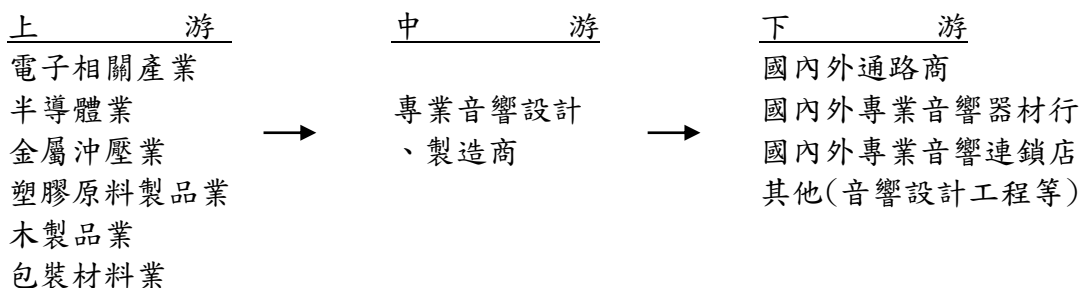 上游
電子相關產業
半導體業
金屬沖壓業
塑膠原料製品業
木製品業
包裝材料業
中游
專業音響設計
、製造商
下游
國內外通路商
國內外專業音響器材行
國內外專業音響連鎖店
其他(音響設計工程等)